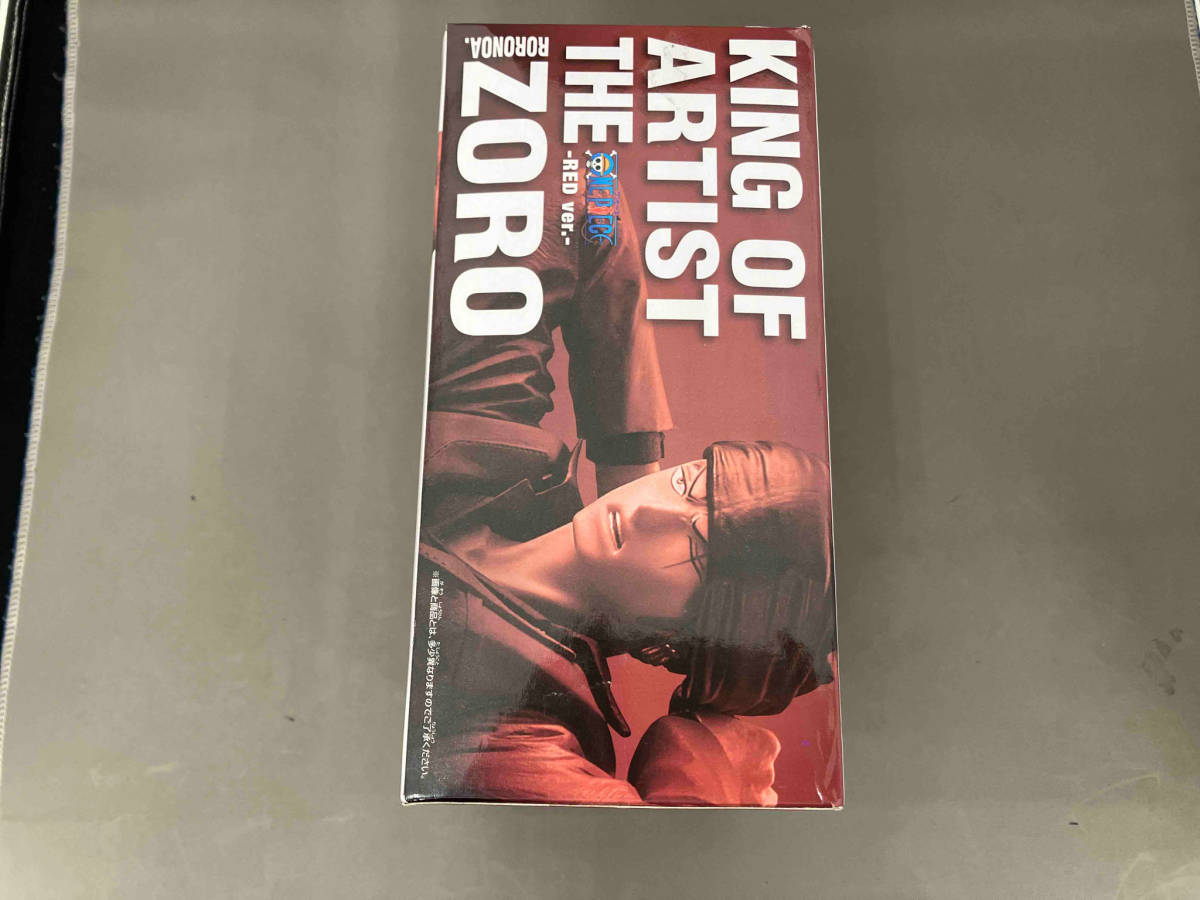 KING OF
ARTIST
THE
ONE PIECE
-RED ver.-
RORONOA.
ZORO
※画像と商品とは、多少異なりますのでご了承ください。